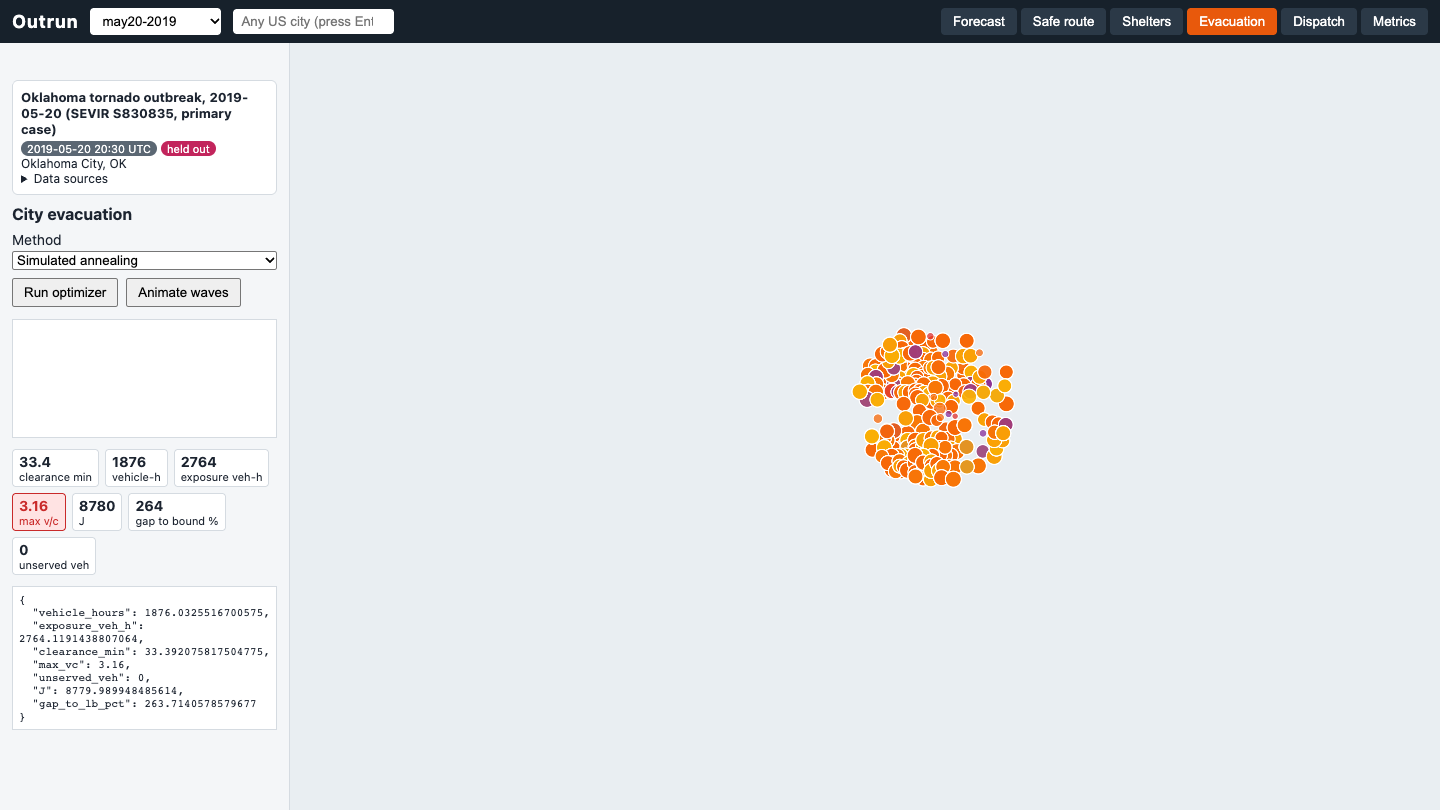 Outrun
may20-2019
Any US city (press Ent
Forecast
Safe route
Shelters
Evacuation
Dispatch
Metrics
Oklahoma tornado outbreak, 2019-
05-20 (SEVIR S830835, primary
case)
2019-05-20 20:30 UTC held out
Oklahoma City, OK
Data sources
City evacuation
Method
Simulated annealing
Run optimizer
Animate waves
33.4
clearance min
1876
vehicle-h
2764
exposure veh-h
3.16
max v/c
8780
J
264
gap to bound %
0
unserved veh
{
"vehicle_hours": 1876.0325516700575,
"exposure_veh_h":
2764.1191438807064,
"clearance_min": 33.392075817504775,
"max_vc": 3.16,
"unserved_veh": 0,
"J": 8779.989948485614,
"gap_to_lb_pct": 263.7140578579677
}